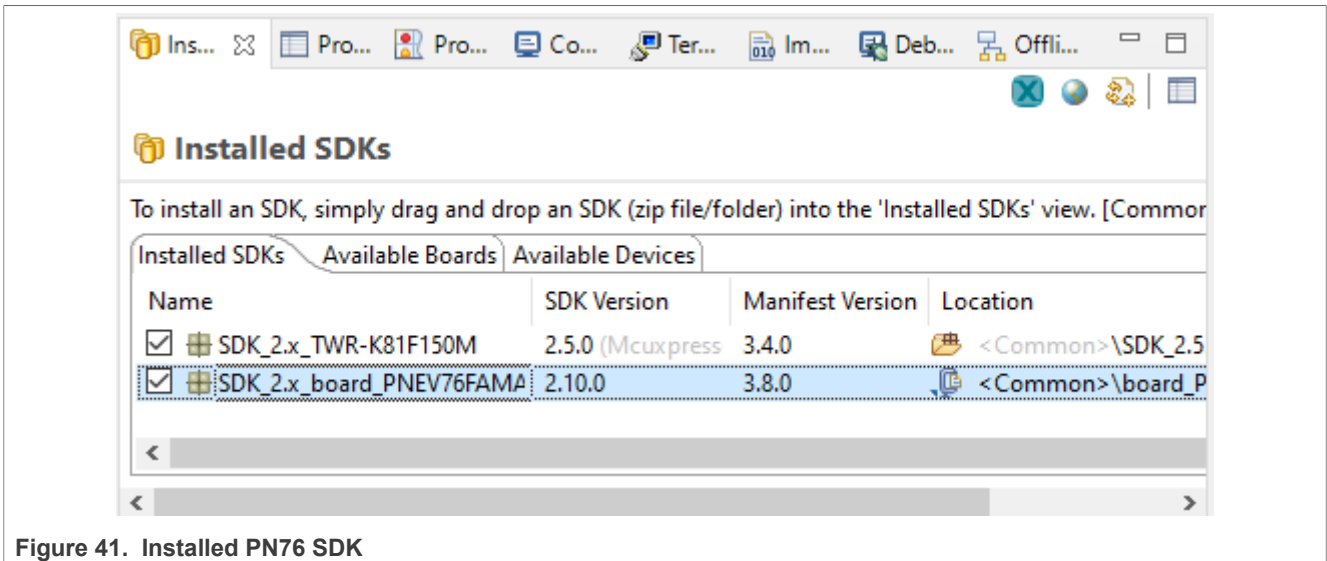 Ins... Pro... Pro... Co... Ter... Im... Deb... Offli...
Installed SDKs
To install an SDK, simply drag and drop an SDK (zip file/folder) into the 'Installed SDKs' view. [Common
Installed SDKs Available Boards Available Devices
Name SDK Version Manifest Version Location
SDK_2.x_TWR-K81F150M 2.5.0 (Mcuxpress 3.4.0 <Common>\SDK_2.5
SDK_2.x_board_PNEV76FAMA 2.10.0 3.8.0 <Common>\board_P
Figure 41. Installed PN76 SDK